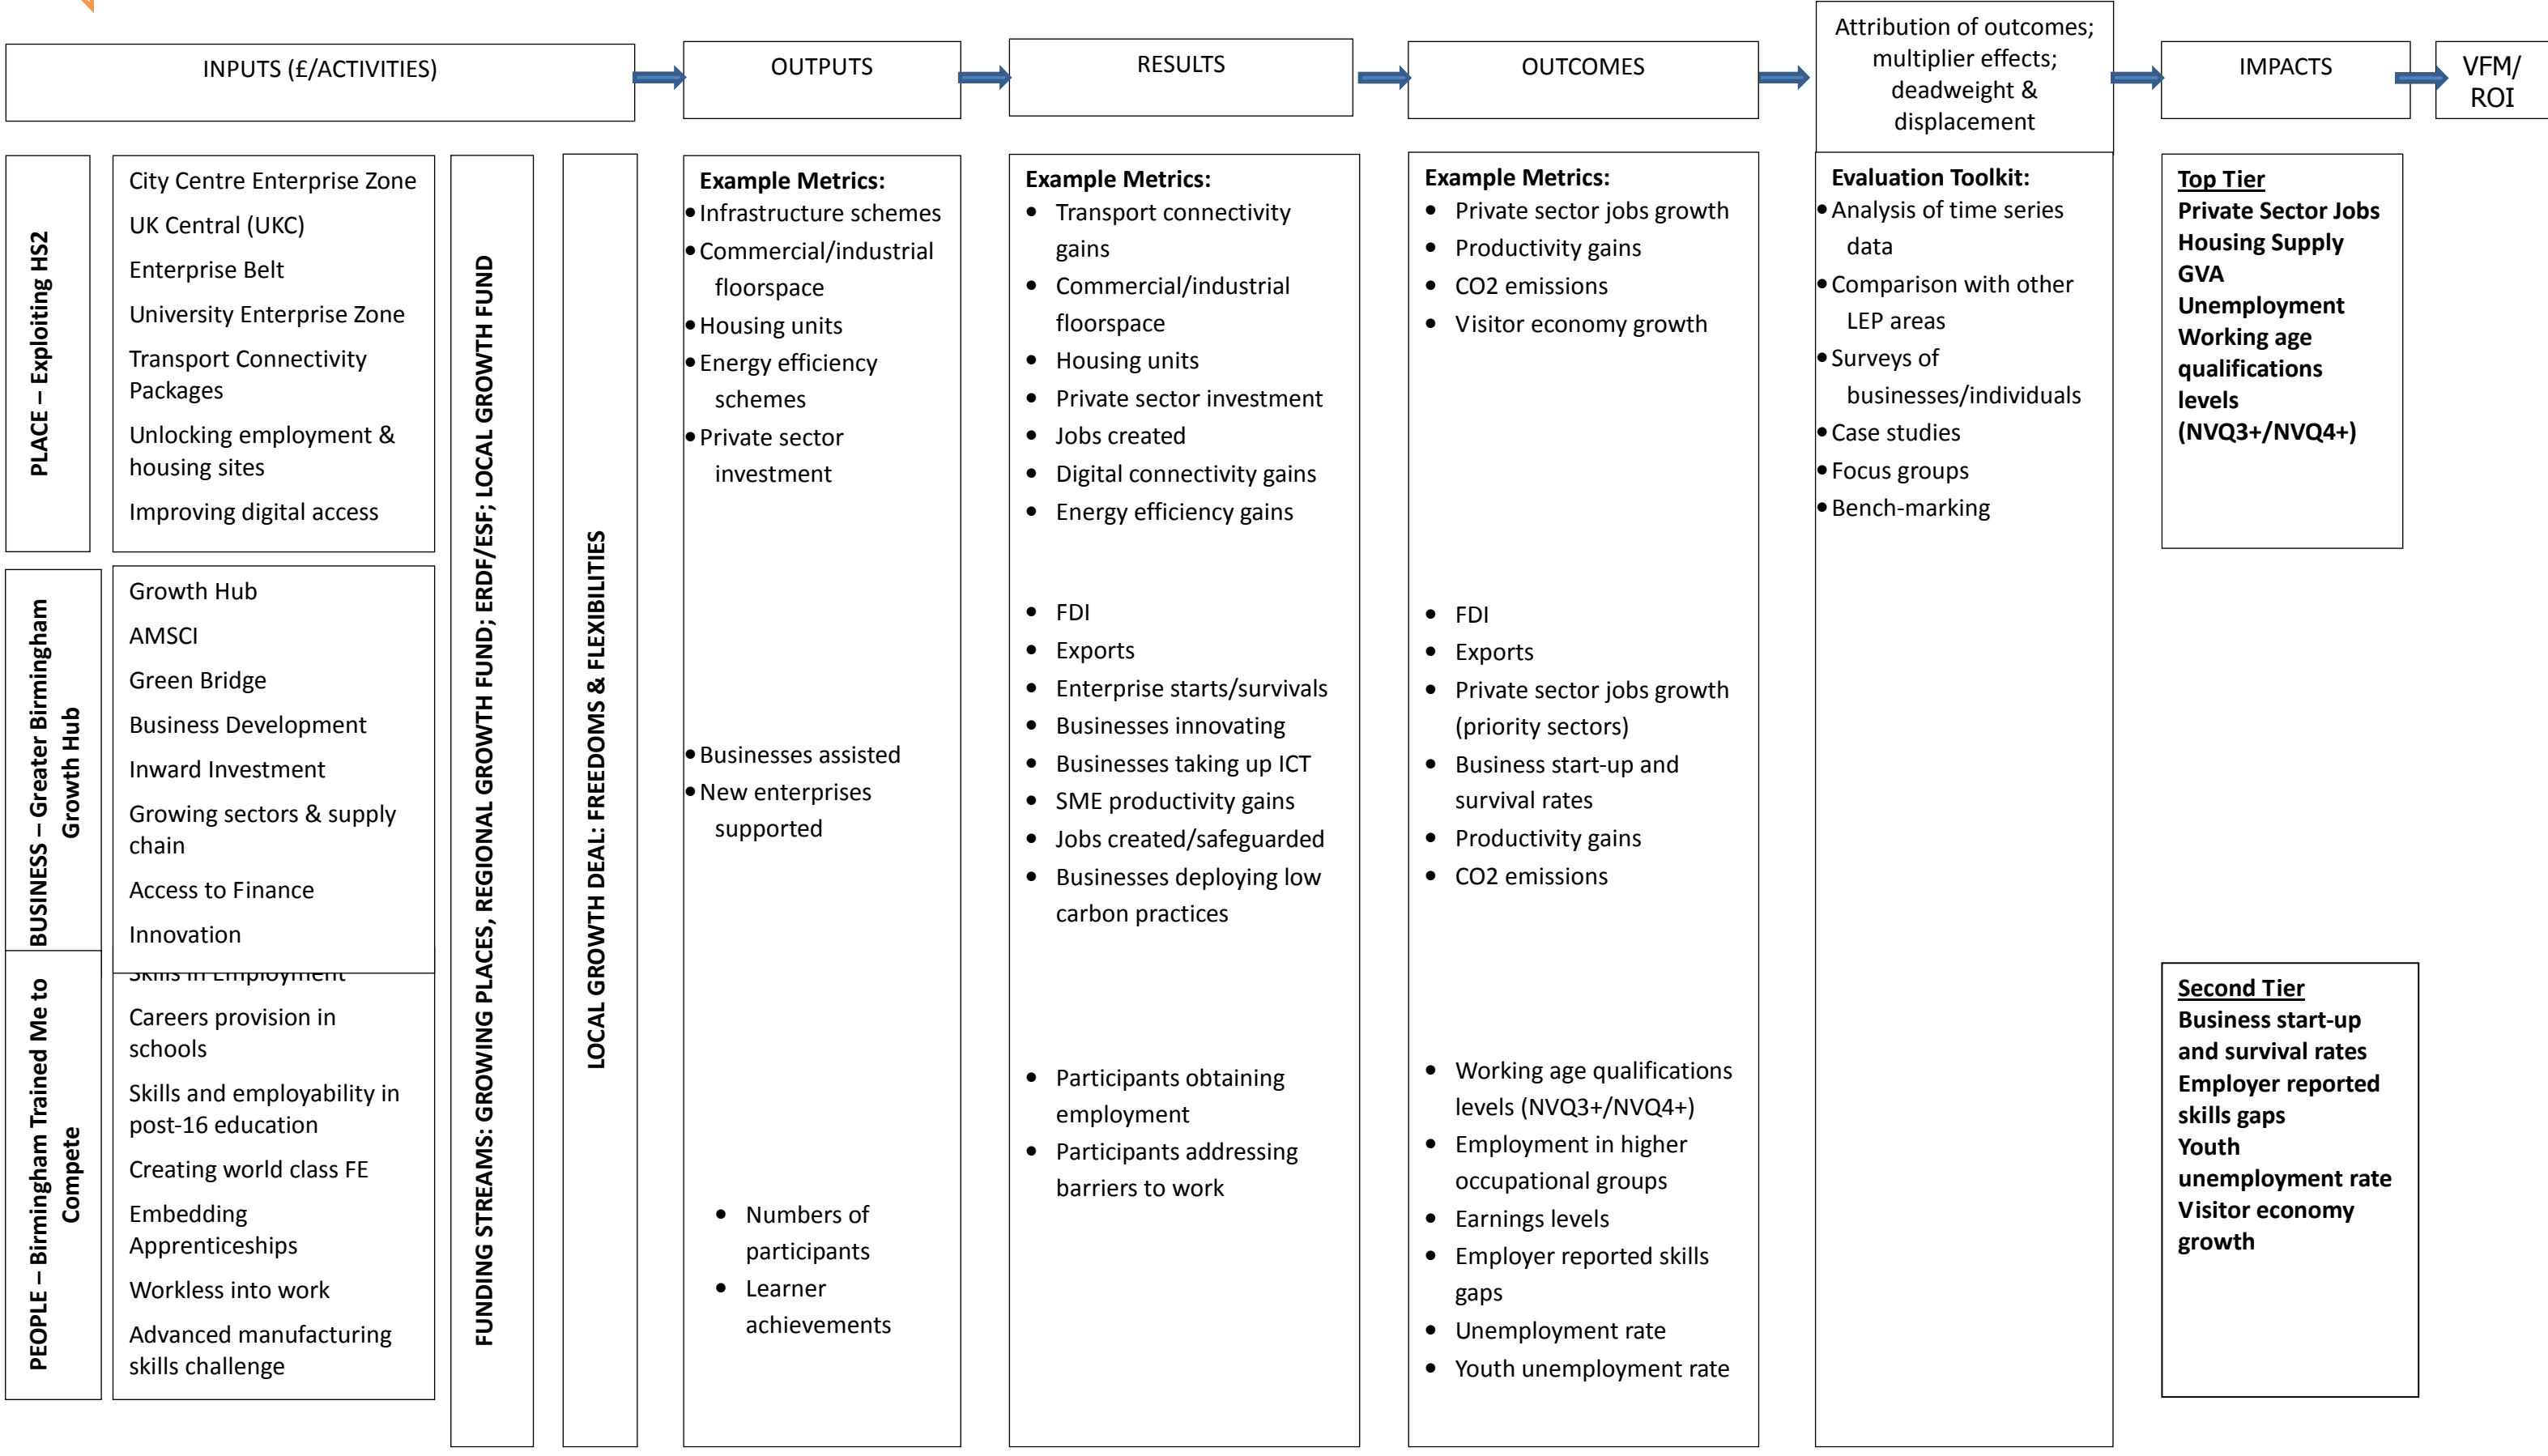 INPUTS (£/ACTIVITIES)
OUTPUTS
RESULTS
OUTCOMES
Attribution of outcomes;
multiplier effects;
deadweight &
displacement
IMPACTS
VFM/
ROI
PLACE – Exploiting HS2
City Centre Enterprise Zone
UK Central (UKC)
Enterprise Belt
University Enterprise Zone
Transport Connectivity
Packages
Unlocking employment &
housing sites
Improving digital access
BUSINESS – Greater Birmingham
Growth Hub
Growth Hub
AMSCI
Green Bridge
Business Development
Inward Investment
Growing sectors & supply
chain
Access to Finance
Innovation
PEOPLE – Birmingham Trained Me to
Compete
Skills in Employment
Careers provision in
schools
Skills and employability in
post-16 education
Creating world class FE
Embedding
Apprenticeships
Workless into work
Advanced manufacturing
skills challenge
FUNDING STREAMS: GROWING PLACES, REGIONAL GROWTH FUND; ERDF/ESF; LOCAL GROWTH FUND
LOCAL GROWTH DEAL: FREEDOMS & FLEXIBILITIES
Example Metrics:
• Infrastructure schemes
• Commercial/industrial
floorspace
• Housing units
• Energy efficiency
schemes
• Private sector
investment
• Businesses assisted
• New enterprises
supported
• Numbers of
participants
• Learner
achievements
Example Metrics:
• Transport connectivity
gains
• Commercial/industrial
floorspace
• Housing units
• Private sector investment
• Jobs created
• Digital connectivity gains
• Energy efficiency gains
• FDI
• Exports
• Enterprise starts/survivals
• Businesses innovating
• Businesses taking up ICT
• SME productivity gains
• Jobs created/safeguarded
• Businesses deploying low
carbon practices
• Participants obtaining
employment
• Participants addressing
barriers to work
Example Metrics:
• Private sector jobs growth
• Productivity gains
• CO2 emissions
• Visitor economy growth
• FDI
• Exports
• Private sector jobs growth
(priority sectors)
• Business start-up and
survival rates
• Productivity gains
• CO2 emissions
• Working age qualifications
levels (NVQ3+/NVQ4+)
• Employment in higher
occupational groups
• Earnings levels
• Employer reported skills
gaps
• Unemployment rate
• Youth unemployment rate
Evaluation Toolkit:
• Analysis of time series
data
• Comparison with other
LEP areas
• Surveys of
businesses/individuals
• Case studies
• Focus groups
• Bench-marking
Top Tier
Private Sector Jobs
Housing Supply
GVA
Unemployment
Working age
qualifications
levels
(NVQ3+/NVQ4+)
Second Tier
Business start-up
and survival rates
Employer reported
skills gaps
Youth
unemployment rate
Visitor economy
growth